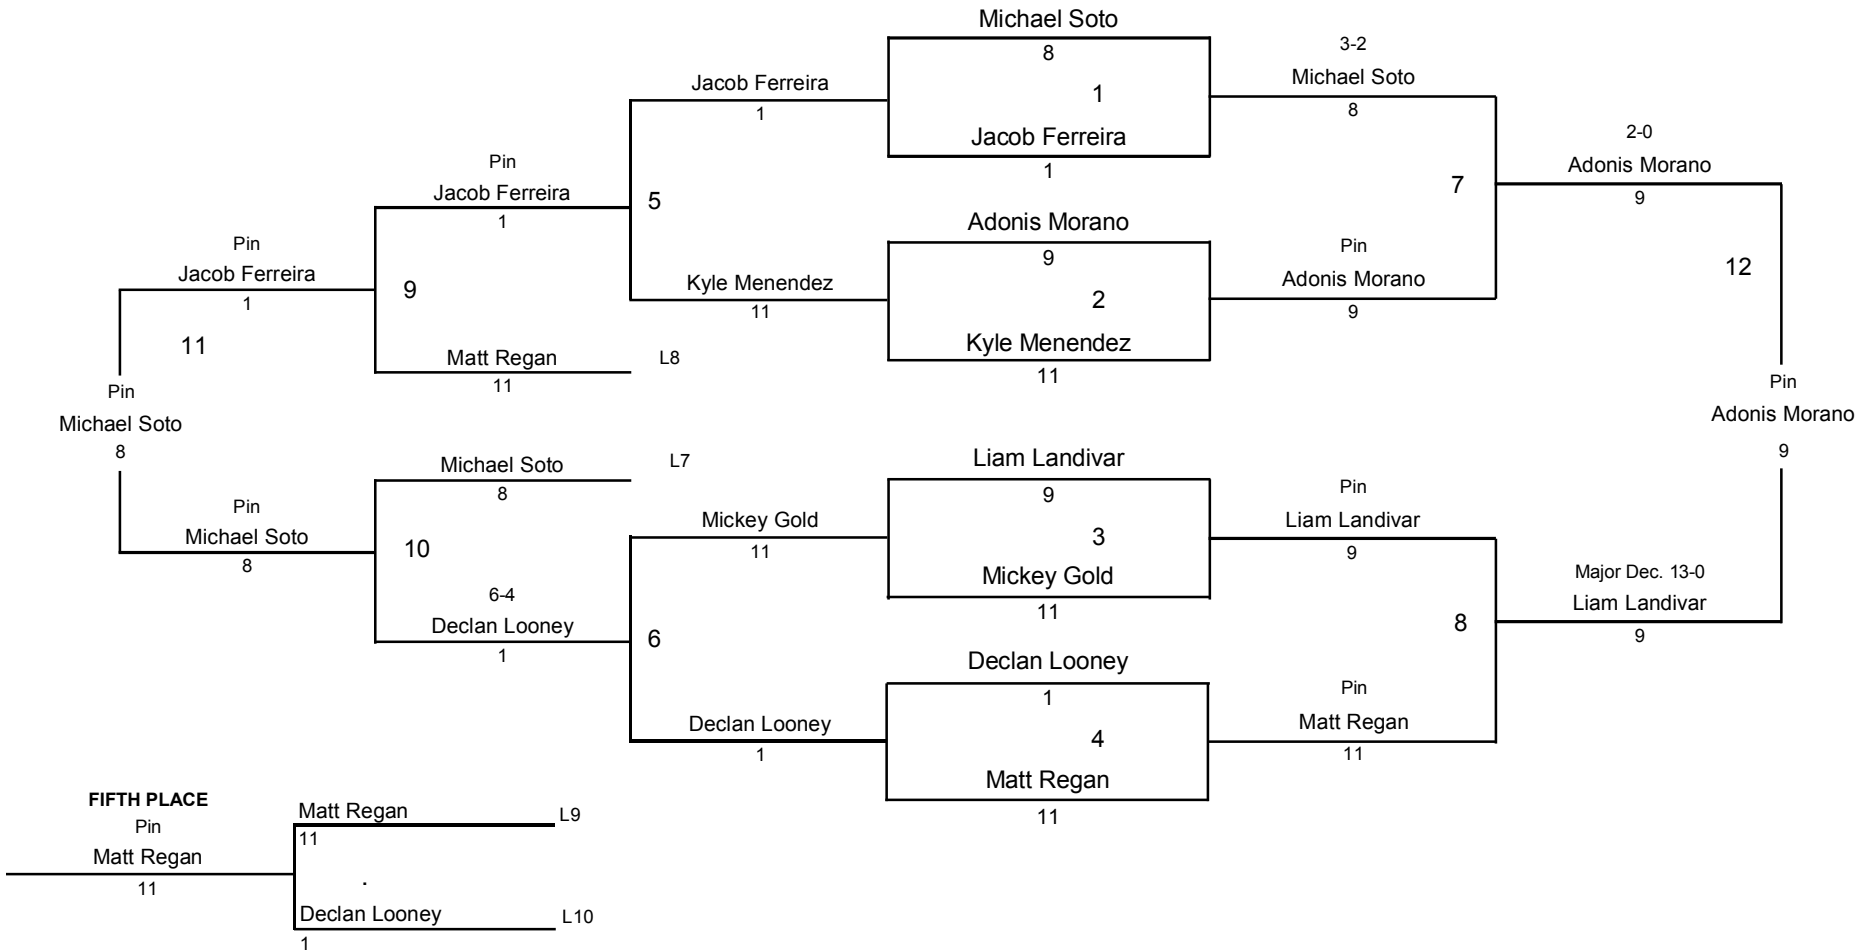 Michael Soto
8
1
Jacob Ferreira
1
Adonis Morano
9
2
Kyle Menendez
11
Liam Landivar
9
3
Mickey Gold
11
Declan Looney
1
4
Matt Regan
11
3-2
Michael Soto
8
7
Pin
Adonis Morano
9
Pin
Liam Landivar
9
8
Pin
Matt Regan
11
2-0
Adonis Morano
9
12
Major Dec. 13-0
Liam Landivar
9
Pin
Adonis Morano
9
Jacob Ferreira
1
5
Kyle Menendez
11
Mickey Gold
11
6
Declan Looney
1
Pin
Jacob Ferreira
1
9
Matt Regan
L8
11
Michael Soto
L7
8
10
6-4
Declan Looney
1
Pin
Jacob Ferreira
1
11
Pin
Michael Soto
8
Pin
Michael Soto
8
FIFTH PLACE
Pin
Matt Regan
11
Matt Regan
L9
11
.
Declan Looney
L10
1